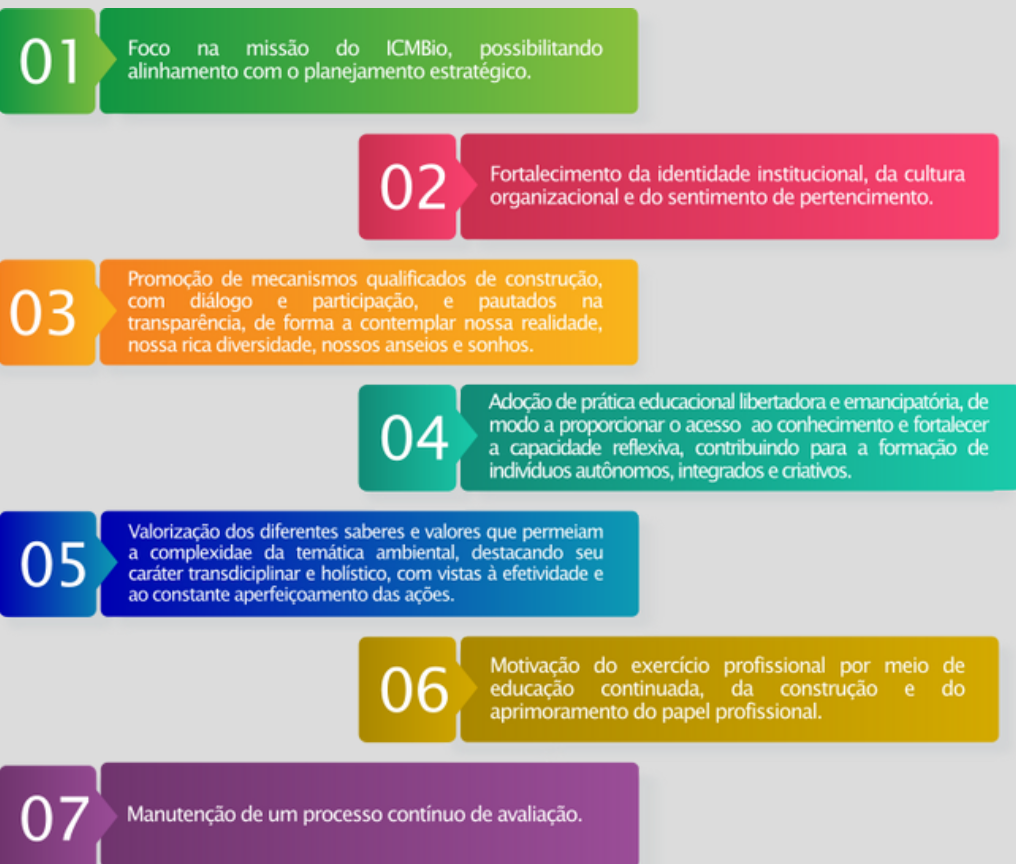 01
Foco na missão do ICMBio, possibilitando
alinhamento com o planejamento estratégico.
02
Fortalecimento da identidade institucional, da cultura
organizacional e do sentimento de pertencimento.
03
Promoção de mecanismos qualificados de construção,
com diálogo e participação, e pautados na
transparência, de forma a contemplar nossa realidade,
nossa rica diversidade, nossos anseios e sonhos.
04
Adoção de prática educacional libertadora e emancipatória, de
modo a proporcionar o acesso ao conhecimento e fortalecer
a capacidade reflexiva, contribuindo para a formação de
indivíduos autônomos, integrados e criativos.
05
Valorização dos diferentes saberes e valores que permeiam
a complexidae da temática ambiental, destacando seu
caráter transdiciplinar e holístico, com vistas à efetividade e
ao constante aperfeiçoamento das ações.
06
Motivação do exercício profissional por meio de
educação continuada, da construção e do
aprimoramento do papel profissional.
07
Manutenção de um processo contínuo de avaliação.